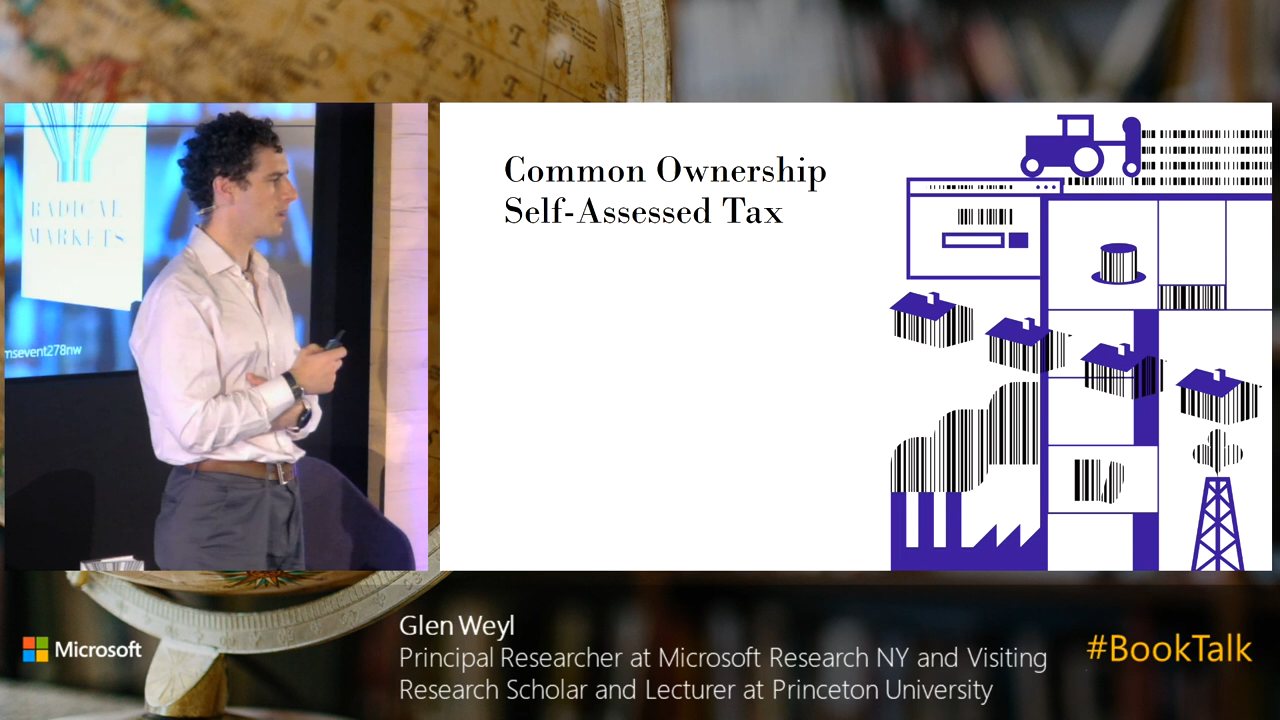 RADICAL
MARKETS
msevent278nw
Common Ownership
Self-Assessed Tax
Microsoft
Glen Weyl
Principal Researcher at Microsoft Research NY and Visiting
Research Scholar and Lecturer at Princeton University
#BookTalk